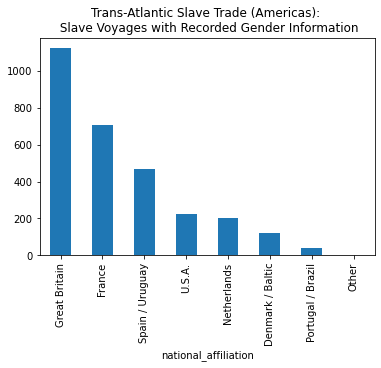 Trans-Atlantic Slave Trade (Americas):
Slave Voyages with Recorded Gender Information
1000
800
600
400
200
0
Great Britain
France
Spain / Uruguay
U.S.A.
Netherlands
Denmark / Baltic
Portugal / Brazil
Other
national_affiliation